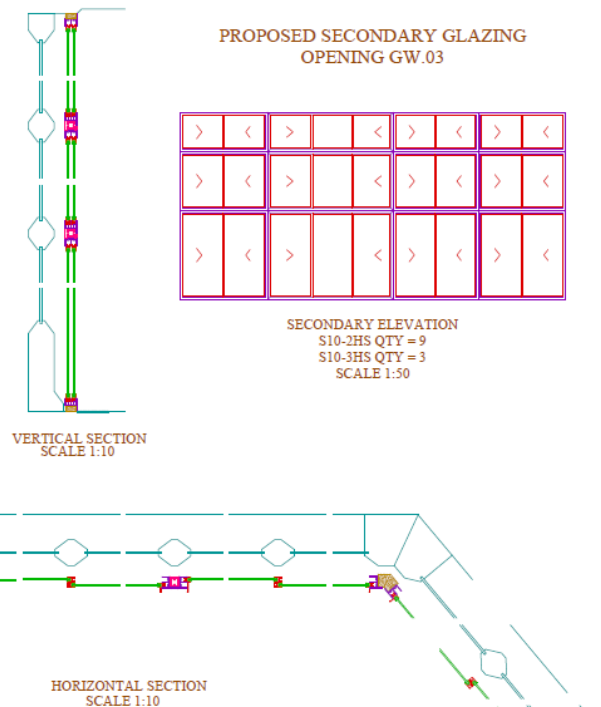 PROPOSED SECONDARY GLAZING
OPENING GW.03
SECONDARY ELEVATION
S10-2HS QTY = 9
S10-3HS QTY = 3
SCALE 1:50
VERTICAL SECTION
SCALE 1:10
HORIZONTAL SECTION
SCALE 1:10